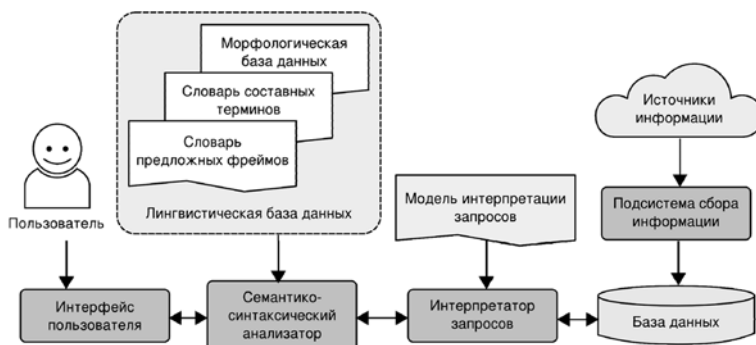 Морфологическая
база данных
Словарь составных
терминов
Словарь
предложных фреймов
Лингвистическая база данных
Пользователь
Модель интерпретации
запросов
Источники
информации
Подсистема сбора
информации
Интерфейс
пользователя
Семантико-
синтаксический
анализатор
Интерпретатор
запросов
База данных